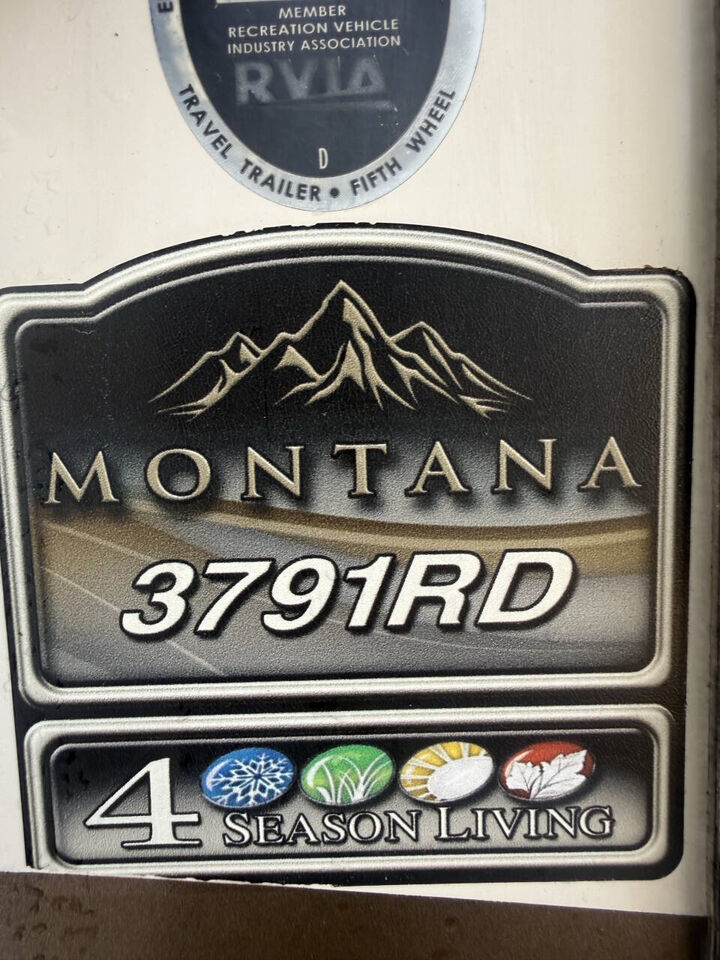 MEMBER
RECREATION VEHICLE
INDUSTRY ASSOCIATION
RVIA
D
TRAVEL TRAILER • FIFTH WHEEL
MONTANA
3791RD
4 SEASON LIVING